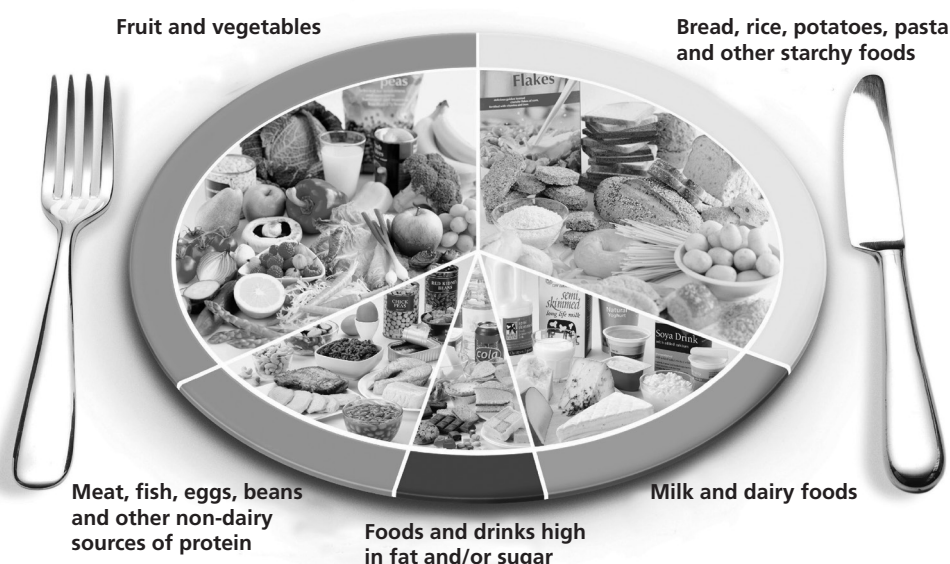 Fruit and vegetables
Bread, rice, potatoes, pasta
and other starchy foods
peas
Flakes
CHICK
PEAS
RED KIDNEY
BEANS
cola
semi
skimmed
long life milk
Natural
Yoghurt
Soya Drink
Meat, fish, eggs, beans
and other non-dairy
sources of protein
Foods and drinks high
in fat and/or sugar
Milk and dairy foods